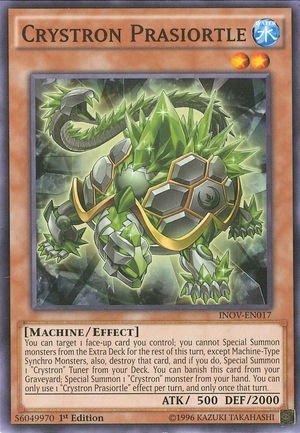 CRYSTRON PRASIORTLE
WATER
水
INOV-EN017
[MACHINE/EFFECT]
You can target 1 face-up card you control; you cannot Special Summon
monsters from the Extra Deck for the rest of this turn, except Machine-Type
Synchro Monsters, also, destroy that card, and if you do, Special Summon
1 "Crystron" Tuner from your Deck. You can banish this card from your
Graveyard; Special Summon 1 "Crystron" monster from your hand. You can
only use 1 "Crystron Prasiortle" effect per turn, and only once that turn.
ATK/ 500 DEF/2000
56049970 1st Edition ©1996 KAZUKI TAKAHASHI